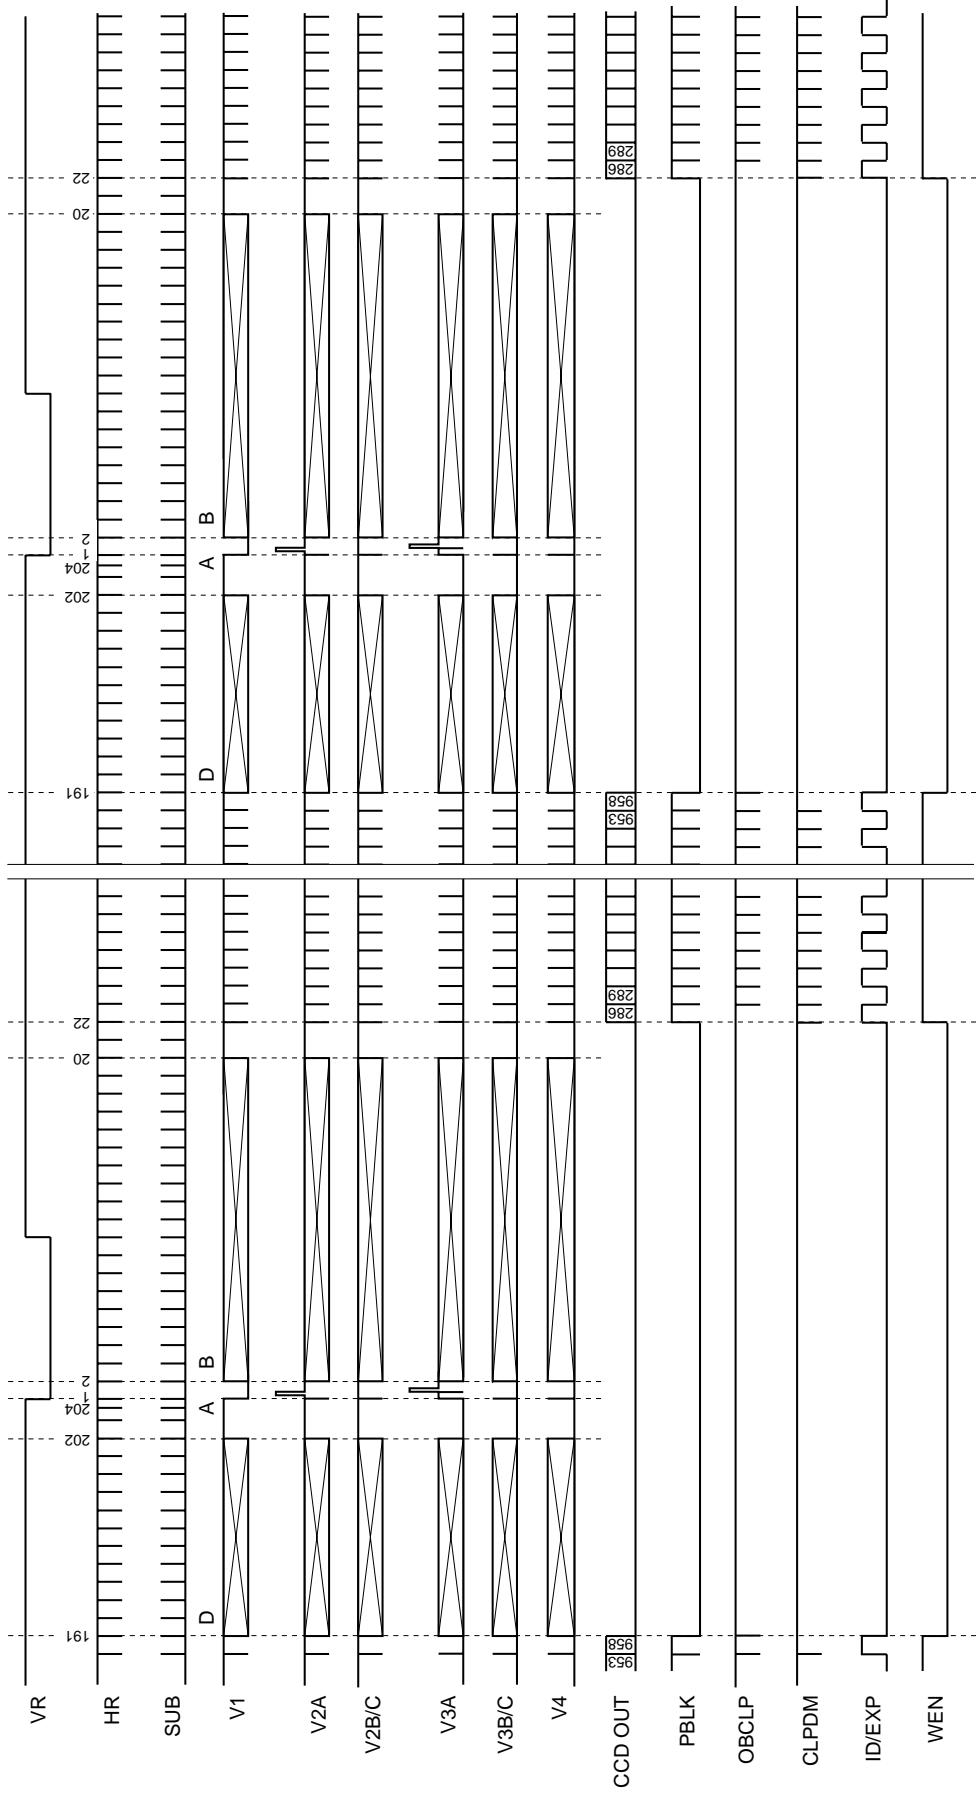 VR
191
202
204
1
2
20
22
191
202
204
1
2
20
22
HR
SUB
D
A
B
D
A
B
V1
V2A
V2B/C
V3A
V3B/C
V4
CCD OUT
953
958
286
289
953
958
286
289
PBLK
OBCLP
CLPDM
ID/EXP
WEN